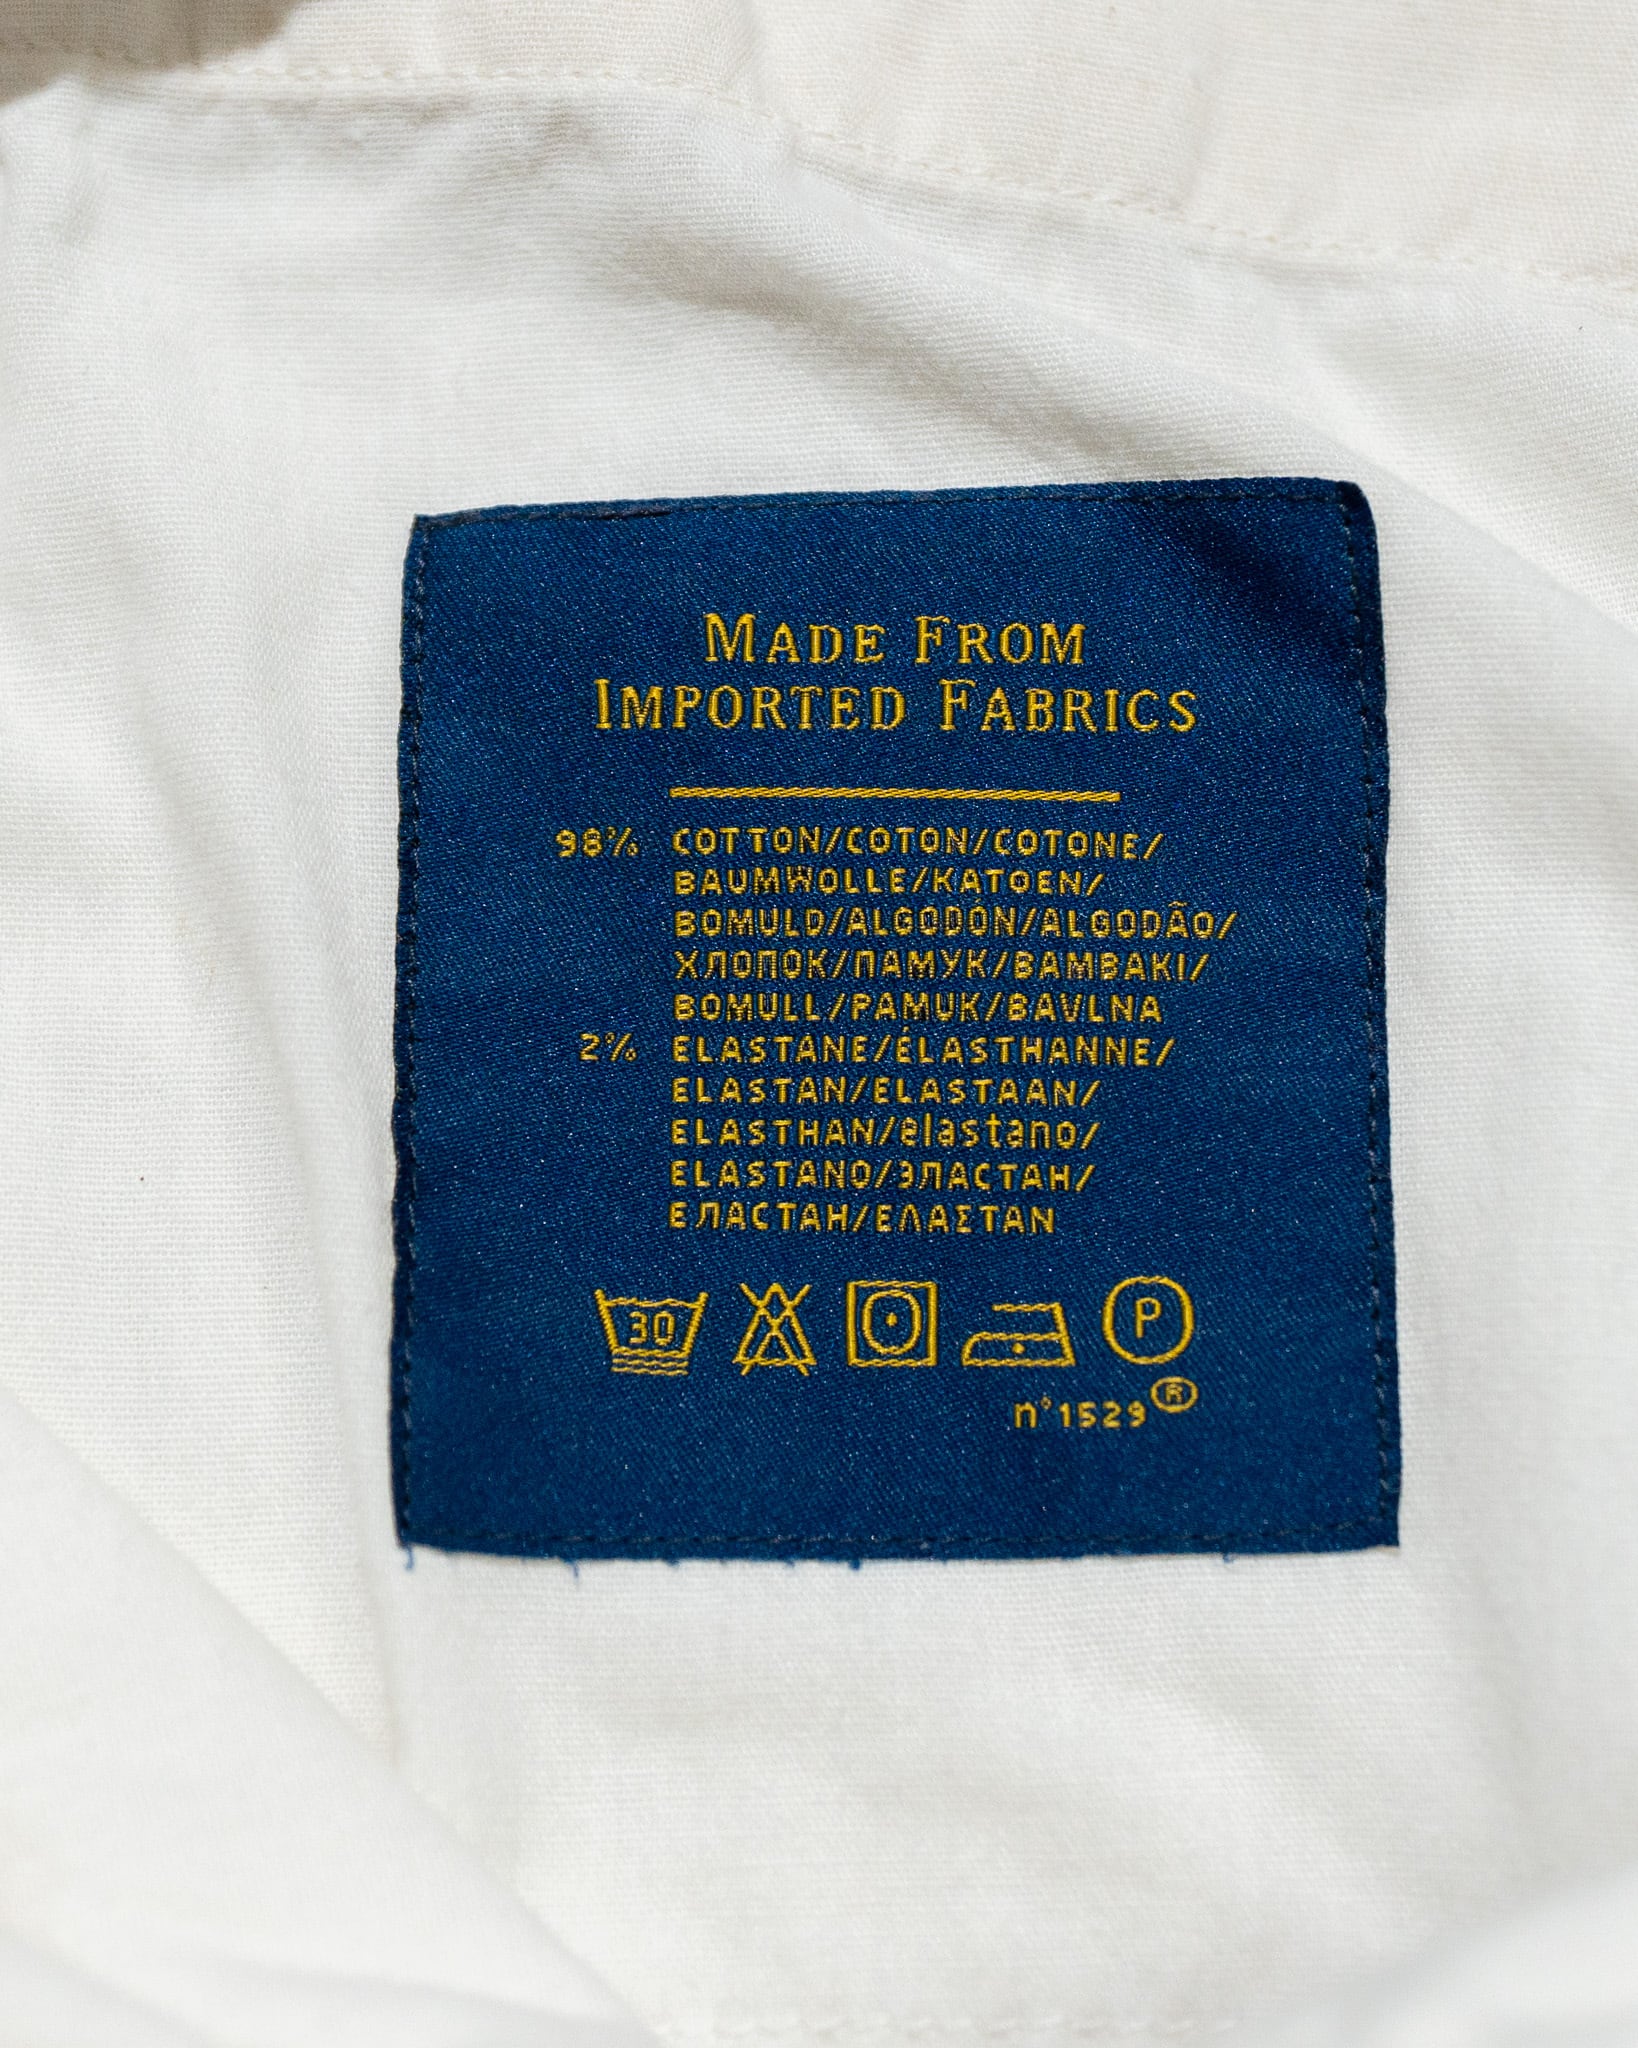 MADE FROM
IMPORTED FABRICS
98% COTTON/COTON/COTONE/
BAUMWOLLE/KATOEN/
BOMULD/ALGODÓN/ALGODÃO/
ХЛОПОК/ПАМУК/BAMBAKI/
BOMULL/PAMUK/BAVLNA
2% ELASTANE/ÉLASTHANNE/
ELASTAN/ELASTAAN/
ELASTHAN/elastano/
ELASTANO/ЭЛАСТАН/
ЕЛАСТАН/ΕΛΑΣΤΑΝ
30 P
n°1529®